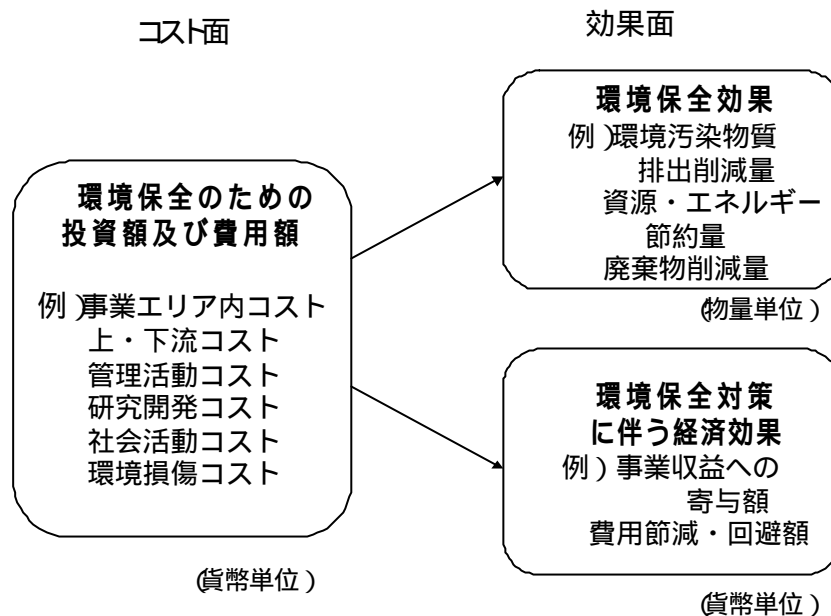 コスト面
環境保全のための
投資額及び費用額
例）事業エリア内コスト
上・下流コスト
管理活動コスト
研究開発コスト
社会活動コスト
環境損傷コスト
(貨幣単位）
効果面
環境保全効果
例）環境汚染物質
排出削減量
資源・エネルギー
節約量
廃棄物削減量
(物量単位）
環境保全対策
に伴う経済効果
例）事業収益への
寄与額
費用節減・回避額
(貨幣単位）